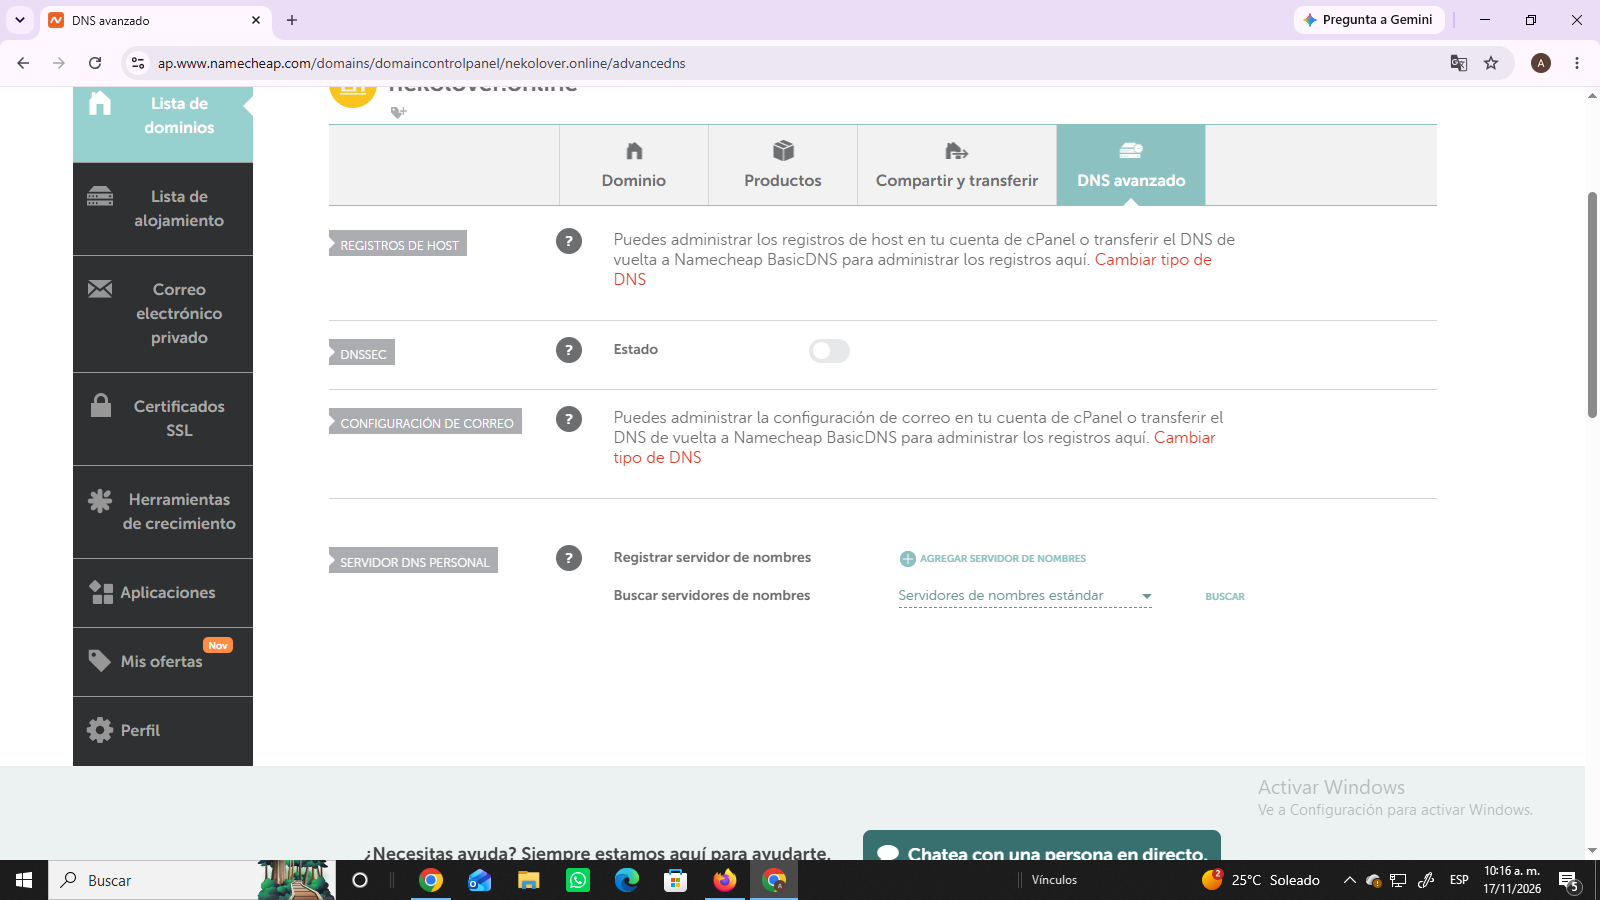 DNS avanzado
Pregunta a Gemini
ap.www.namecheap.com/domains/domaincontrolpanel/nekolover.online/advancedns
A
nekolover.online
Lista de
dominios
Lista de
alojamiento
Correo
electrónico
privado
Certificados
SSL
Herramientas
de crecimiento
Aplicaciones
Nov
Mis ofertas
Perfil
Dominio
Productos
Compartir y transferir
DNS avanzado
REGISTROS DE HOST
?
Puedes administrar los registros de host en tu cuenta de cPanel o transferir el DNS de
vuelta a Namecheap BasicDNS para administrar los registros aquí. Cambiar tipo de
DNS
DNSSEC
?
Estado
CONFIGURACIÓN DE CORREO
?
Puedes administrar la configuración de correo en tu cuenta de cPanel o transferir el
DNS de vuelta a Namecheap BasicDNS para administrar los registros aquí. Cambiar
tipo de DNS
SERVIDOR DNS PERSONAL
?
Registrar servidor de nombres
AGREGAR SERVIDOR DE NOMBRES
Buscar servidores de nombres
Servidores de nombres estándar
BUSCAR
Activar Windows
Ve a Configuración para activar Windows.
¿Necesitas ayuda? Siempre estamos aquí para ayudarte.
Chatea con una persona en directo.
Buscar
Vínculos
2
25°C Soleado
ESP
10:16 a. m.
17/11/2026
5